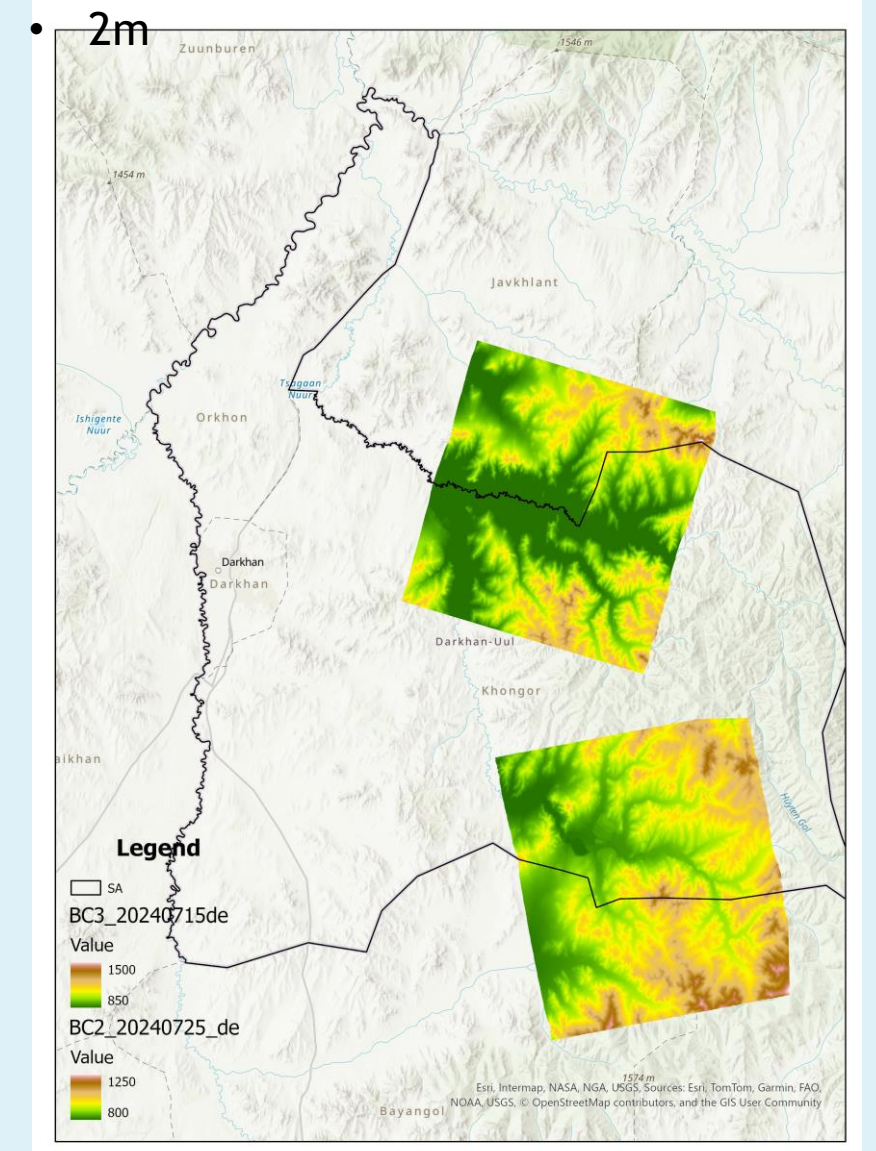 • 2m
Zuunburen
1546 m
1454 m
Javkhlant
Tsagaan
Nuur
Ishigente
Nuur
Orkhon
Darkhan
Darkhan
Darkhan-Uul
Khongor
aikhan
Huyten Gol
Legend
SA
BC3_20240715de
Value
1500
850
BC2_20240725_de
Value
1250
800
1574 m
Esri, Intermap, NASA, NGA, USGS, Sources: Esri, TomTom, Garmin, FAO,
NOAA, USGS, © OpenStreetMap contributors, and the GIS User Community
Bayangol